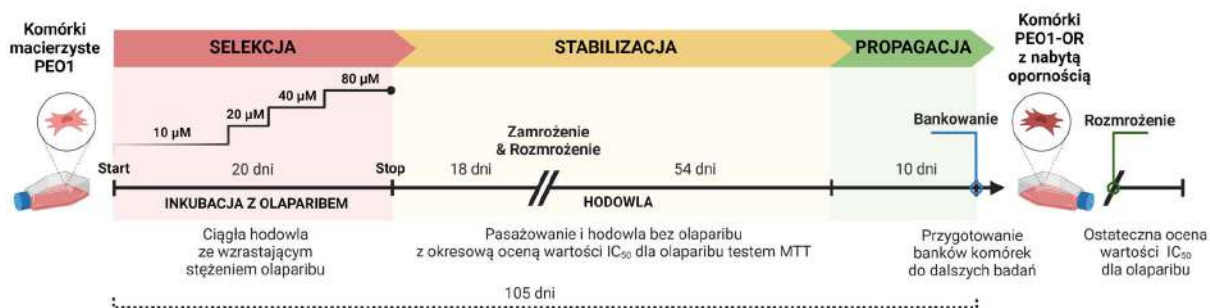 Komórki
macierzyste
PEO1
SELEKCJA
STABILIZACJA
PROPAGACJA
Komórki
PEO1-OR
z nabytą
opornością
10 µM
20 µM
40 µM
80 µM
Zamrożenie
& Rozmrożenie
Bankowanie
Rozmrożenie
Start
20 dni
Stop
18 dni
54 dni
10 dni
INKUBACJA Z OLAPARIBEM
HODOWLA
Ciągła hodowla
ze wzrastającym
stężeniem olaparibu
Pasażowanie i hodowla bez olaparibu
z okresową oceną wartości IC₅₀ dla olaparibu testem MTT
Przygotowanie
banków komórek
do dalszych badań
Ostateczna ocena
wartości IC₅₀
dla olaparibu
105 dni